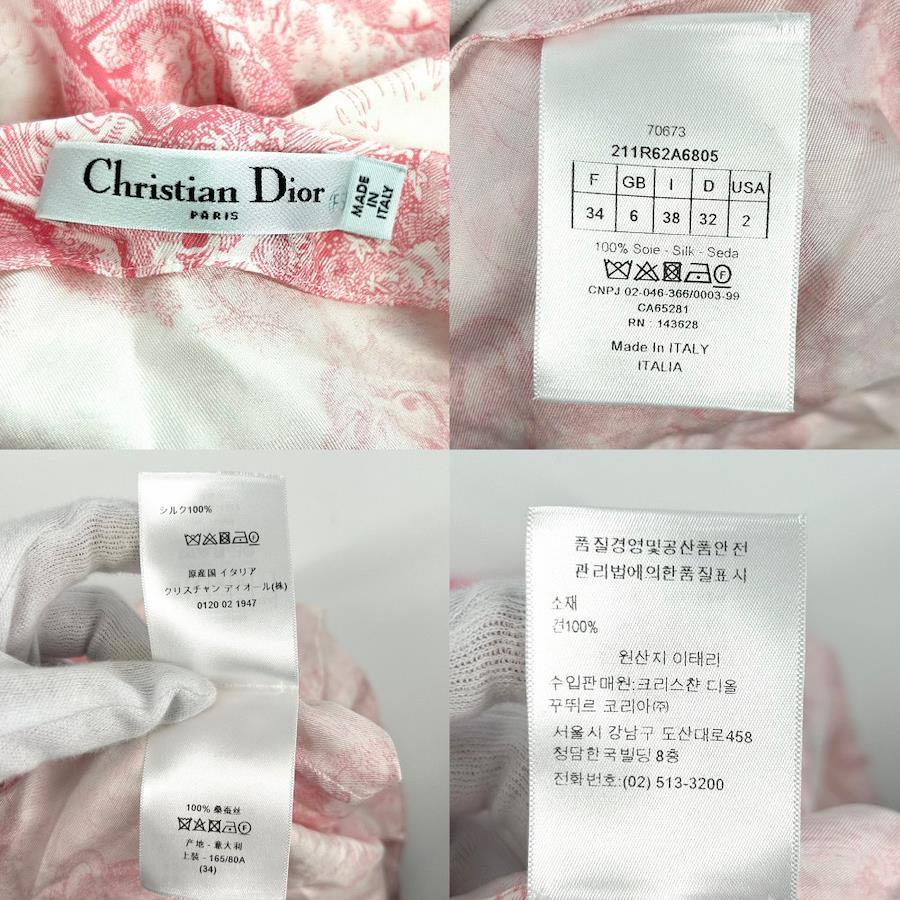 Christian Dior
PARIS
MADE
IN
ITALY
70673
211R62A6805
F GB I D USA
34 6 38 32 2
100% Soie - Silk - Seda
F
CNPJ 02-046-366/0003-99
CA65281
RN : 143628
Made In ITALY
ITALIA
シルク100%
原産国 イタリア
クリスチャン ディオール(株)
0120 02 1947
100% 桑蚕丝
产地 - 意大利
上装 - 165/80A
(34)
품질경영및공산품안전
관리법에의한품질표시
소재
견100%
원산지 이태리
수입판매원:크리스챤 디올
꾸뛰르 코리아㈜
서울시 강남구 도산대로458
청담한국빌딩 8층
전화번호:(02) 513-3200